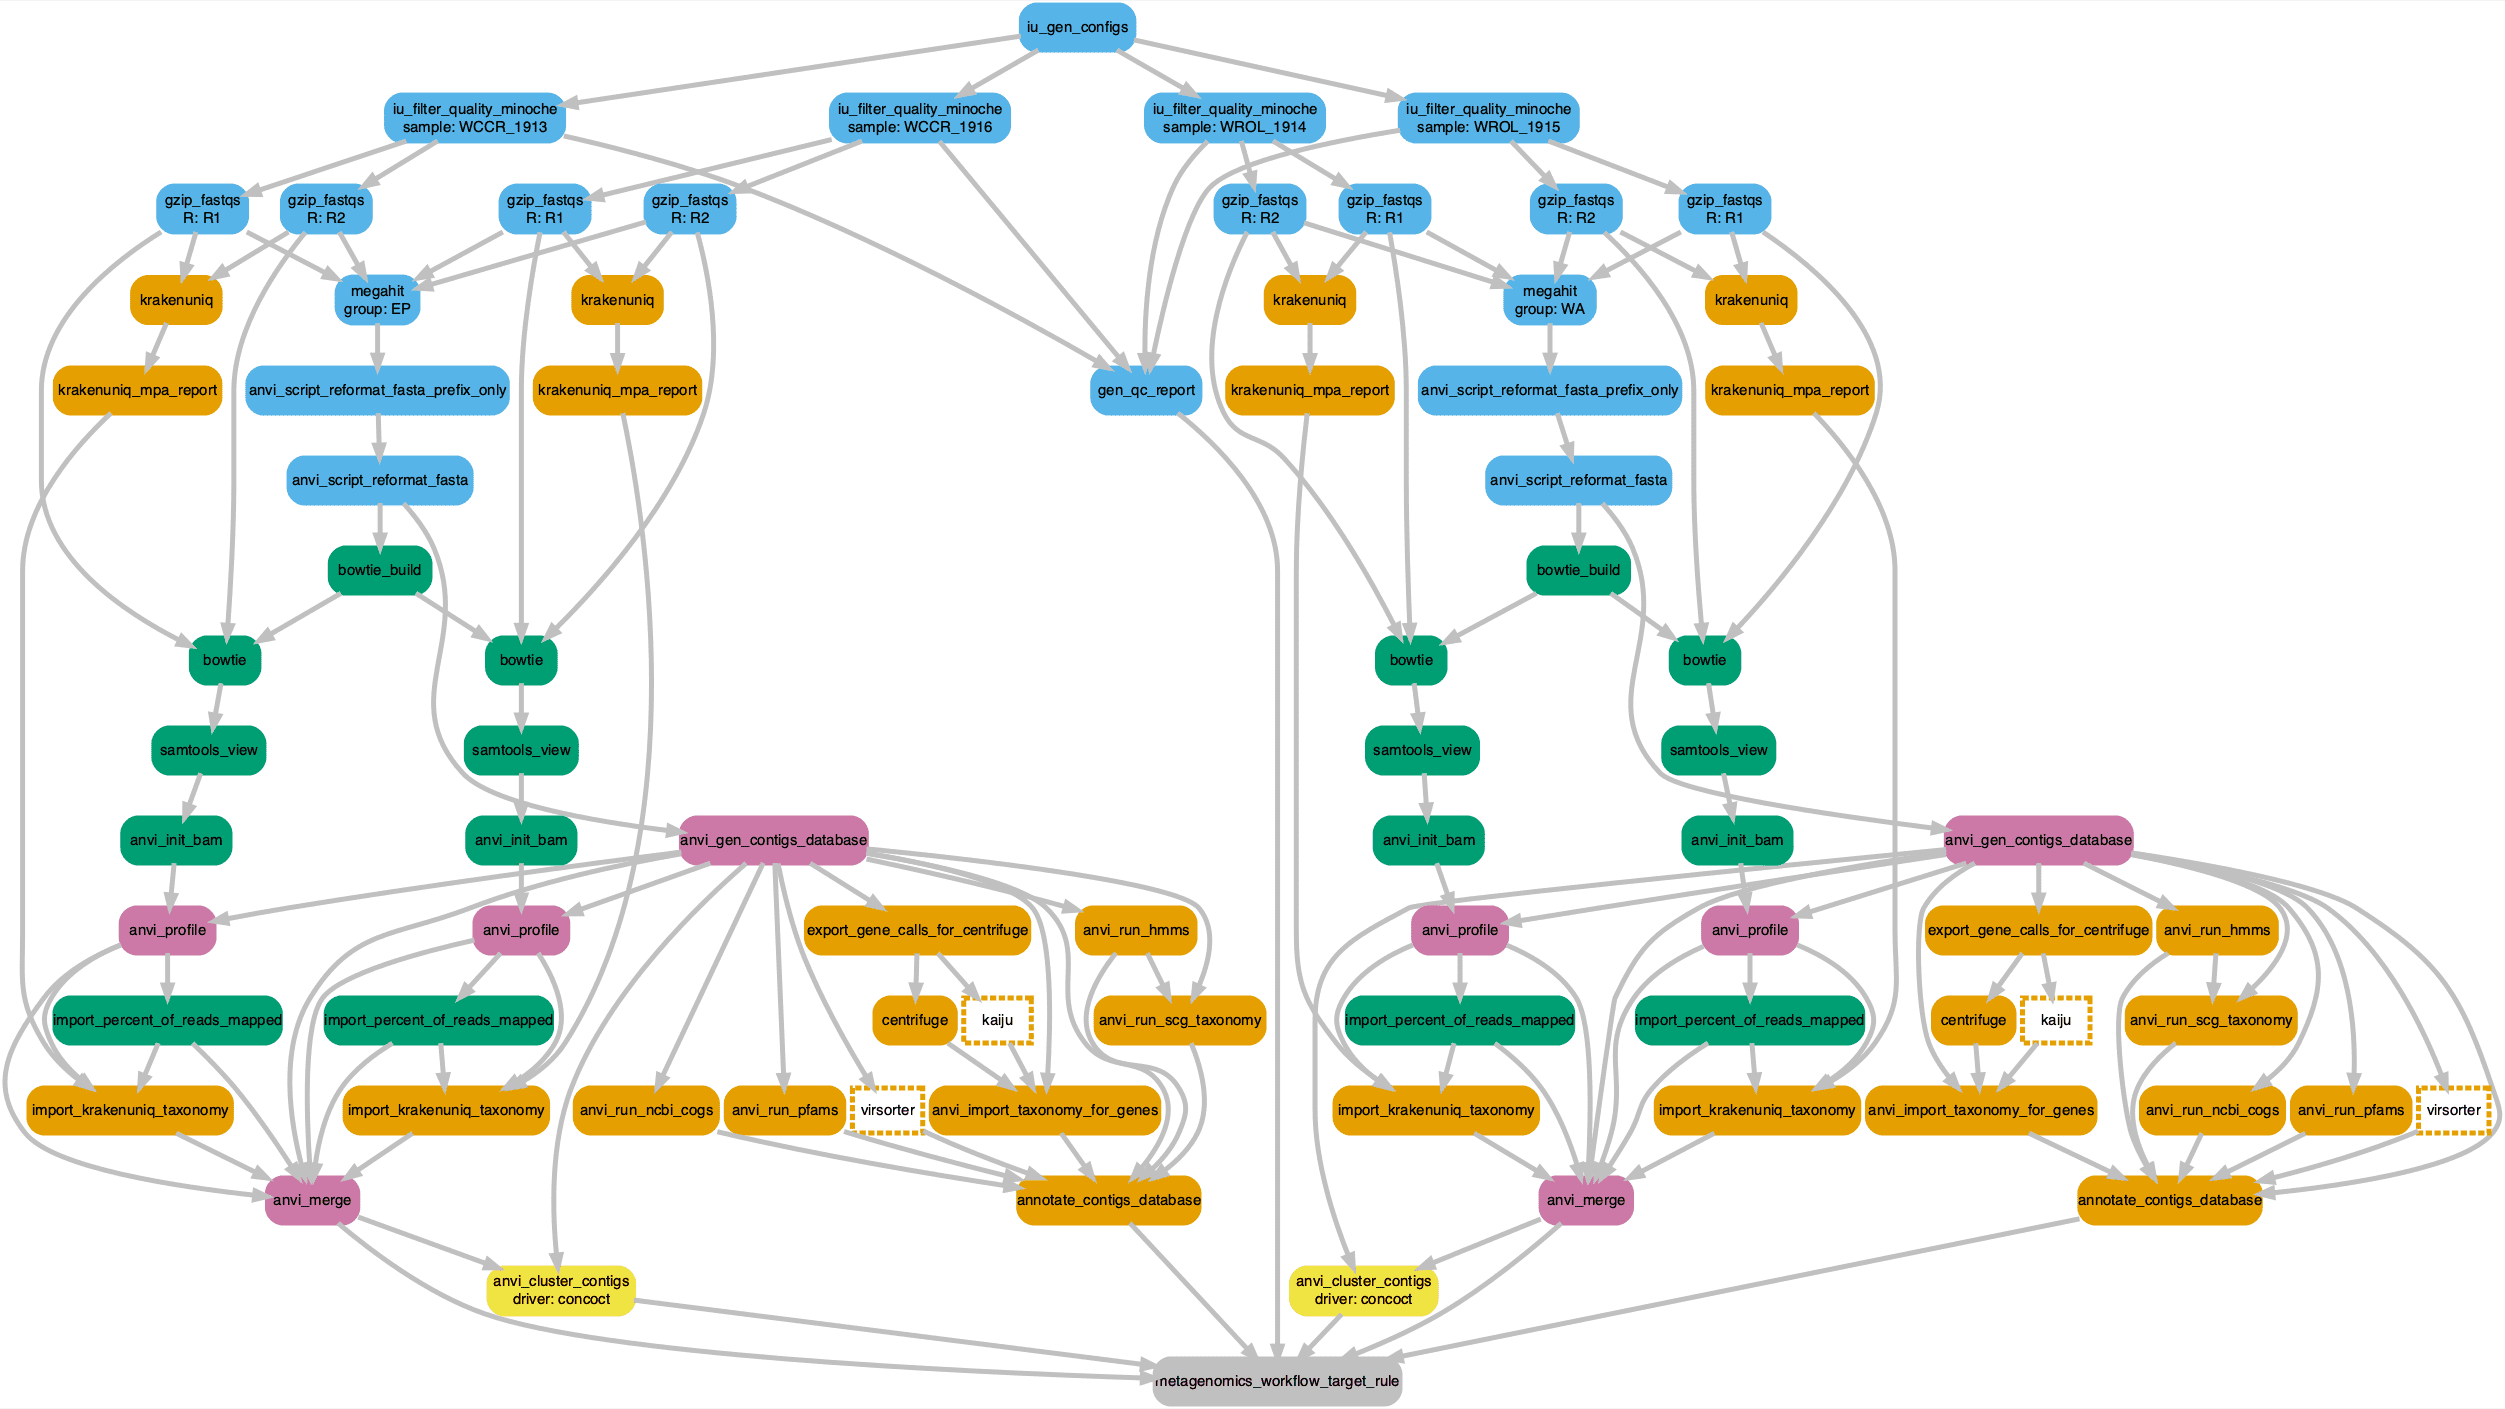 iu_gen_configs
iu_filter_quality_minoche
sample: WCCR_1913
iu_filter_quality_minoche
sample: WCCR_1916
iu_filter_quality_minoche
sample: WROL_1914
iu_filter_quality_minoche
sample: WROL_1915
gzip_fastqs
R: R1
gzip_fastqs
R: R2
gzip_fastqs
R: R1
gzip_fastqs
R: R2
gzip_fastqs
R: R2
gzip_fastqs
R: R1
gzip_fastqs
R: R2
gzip_fastqs
R: R1
krakenuniq
megahit
group: EP
krakenuniq
krakenuniq
megahit
group: WA
krakenuniq
krakenuniq_mpa_report
anvi_script_reformat_fasta_prefix_only
krakenuniq_mpa_report
gen_qc_report
krakenuniq_mpa_report
anvi_script_reformat_fasta_prefix_only
krakenuniq_mpa_report
anvi_script_reformat_fasta
anvi_script_reformat_fasta
bowtie_build
bowtie_build
bowtie
bowtie
bowtie
bowtie
samtools_view
samtools_view
samtools_view
samtools_view
anvi_init_bam
anvi_init_bam
anvi_gen_contigs_database
anvi_init_bam
anvi_init_bam
anvi_gen_contigs_database
anvi_profile
anvi_profile
export_gene_calls_for_centrifuge
anvi_run_hmms
anvi_profile
anvi_profile
export_gene_calls_for_centrifuge
anvi_run_hmms
import_percent_of_reads_mapped
import_percent_of_reads_mapped
centrifuge
kaiju
anvi_run_scg_taxonomy
import_percent_of_reads_mapped
import_percent_of_reads_mapped
centrifuge
kaiju
anvi_run_scg_taxonomy
import_krakenuniq_taxonomy
import_krakenuniq_taxonomy
anvi_run_ncbi_cogs
anvi_run_pfams
virsorter
anvi_import_taxonomy_for_genes
import_krakenuniq_taxonomy
import_krakenuniq_taxonomy
anvi_import_taxonomy_for_genes
anvi_run_ncbi_cogs
anvi_run_pfams
virsorter
anvi_merge
annotate_contigs_database
anvi_merge
annotate_contigs_database
anvi_cluster_contigs
driver: concoct
anvi_cluster_contigs
driver: concoct
metagenomics_workflow_target_rule